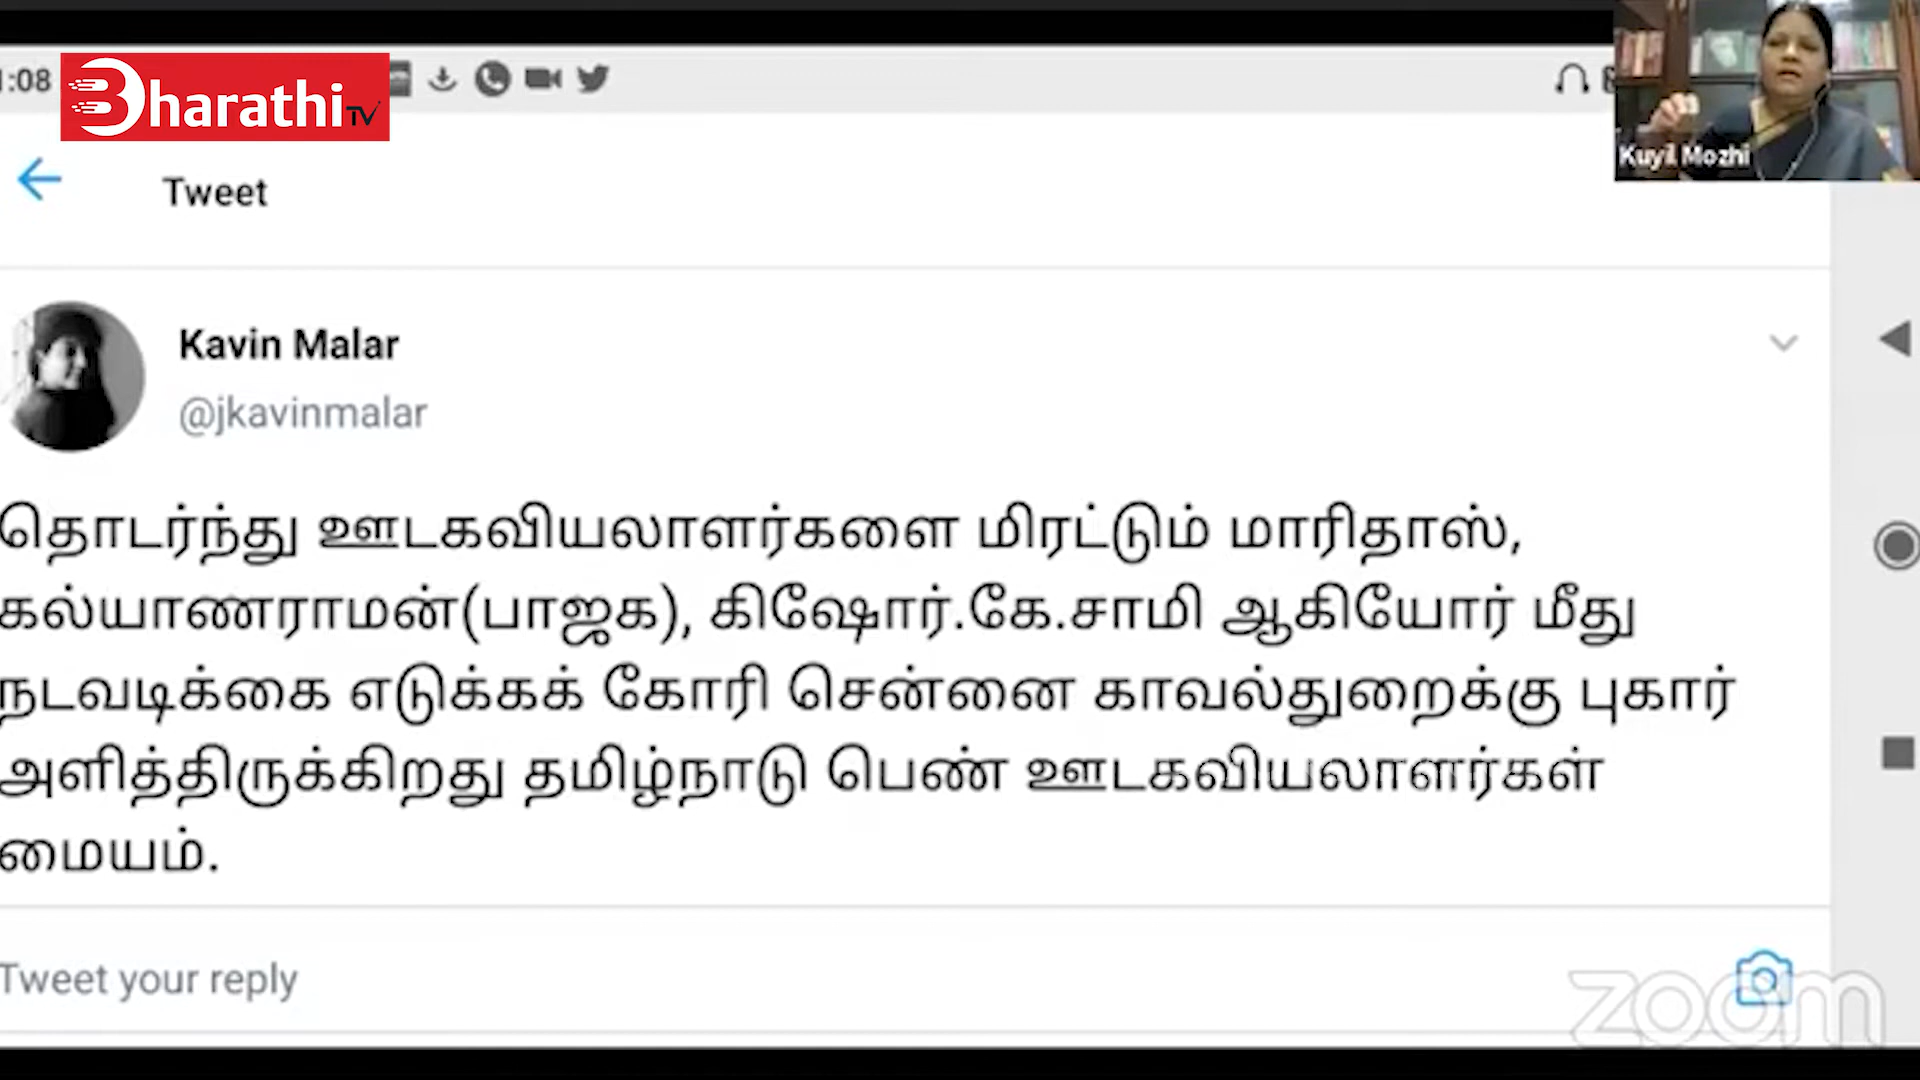 1:08
Bharathi TV
Kuyil Mozhi
Tweet
Kavin Malar
@jkavinmalar
தொடர்ந்து ஊடகவியலாளர்களை மிரட்டும் மாரிதாஸ்,
கல்யாணராமன்(பாஜக), கிஷோர்.கே.சாமி ஆகியோர் மீது
நடவடிக்கை எடுக்கக் கோரி சென்னை காவல்துறைக்கு புகார்
அளித்திருக்கிறது தமிழ்நாடு பெண் ஊடகவியலாளர்கள்
மையம்.
Tweet your reply
zoom